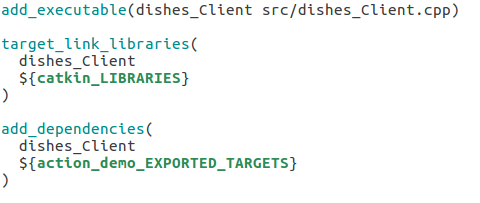 add_executable(dishes_Client src/dishes_Client.cpp)
target_link_libraries(
  dishes_Client
  ${catkin_LIBRARIES}
)
add_dependencies(
  dishes_Client
  ${action_demo_EXPORTED_TARGETS}
)